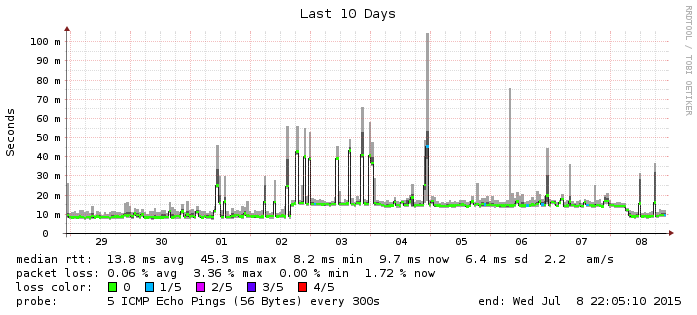 Last 10 Days
RRDTOOL / TOBI OETIKER
Seconds
100 m
90 m
80 m
70 m
60 m
50 m
40 m
30 m
20 m
10 m
0
29 30 01 02 03 04 05 06 07 08
median rtt: 13.8 ms avg 45.3 ms max 8.2 ms min 9.7 ms now 6.4 ms sd 2.2 am/s
packet loss: 0.06 % avg 3.36 % max 0.00 % min 1.72 % now
loss color: 0 1/5 2/5 3/5 4/5
probe: 5 ICMP Echo Pings (56 Bytes) every 300s end: Wed Jul 8 22:05:10 2015